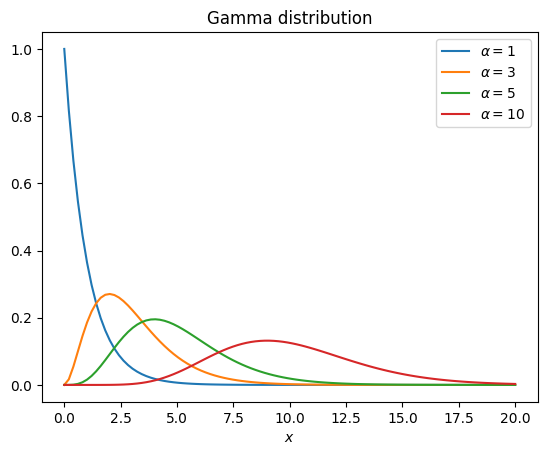 Gamma distribution
α = 1
α = 3
α = 5
α = 10
1.0
0.8
0.6
0.4
0.2
0.0
0.0 2.5 5.0 7.5 10.0 12.5 15.0 17.5 20.0
x